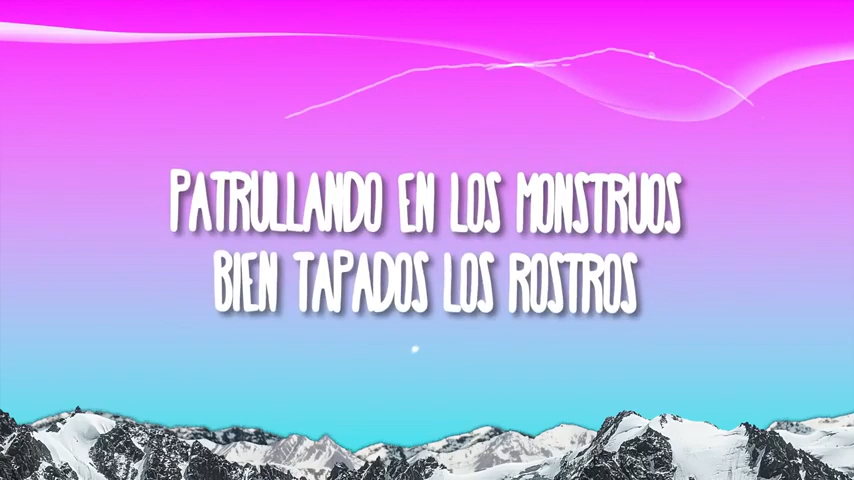 PATRULLANDO EN LOS MONSTRUOS
BIEN TAPADOS LOS ROSTROS